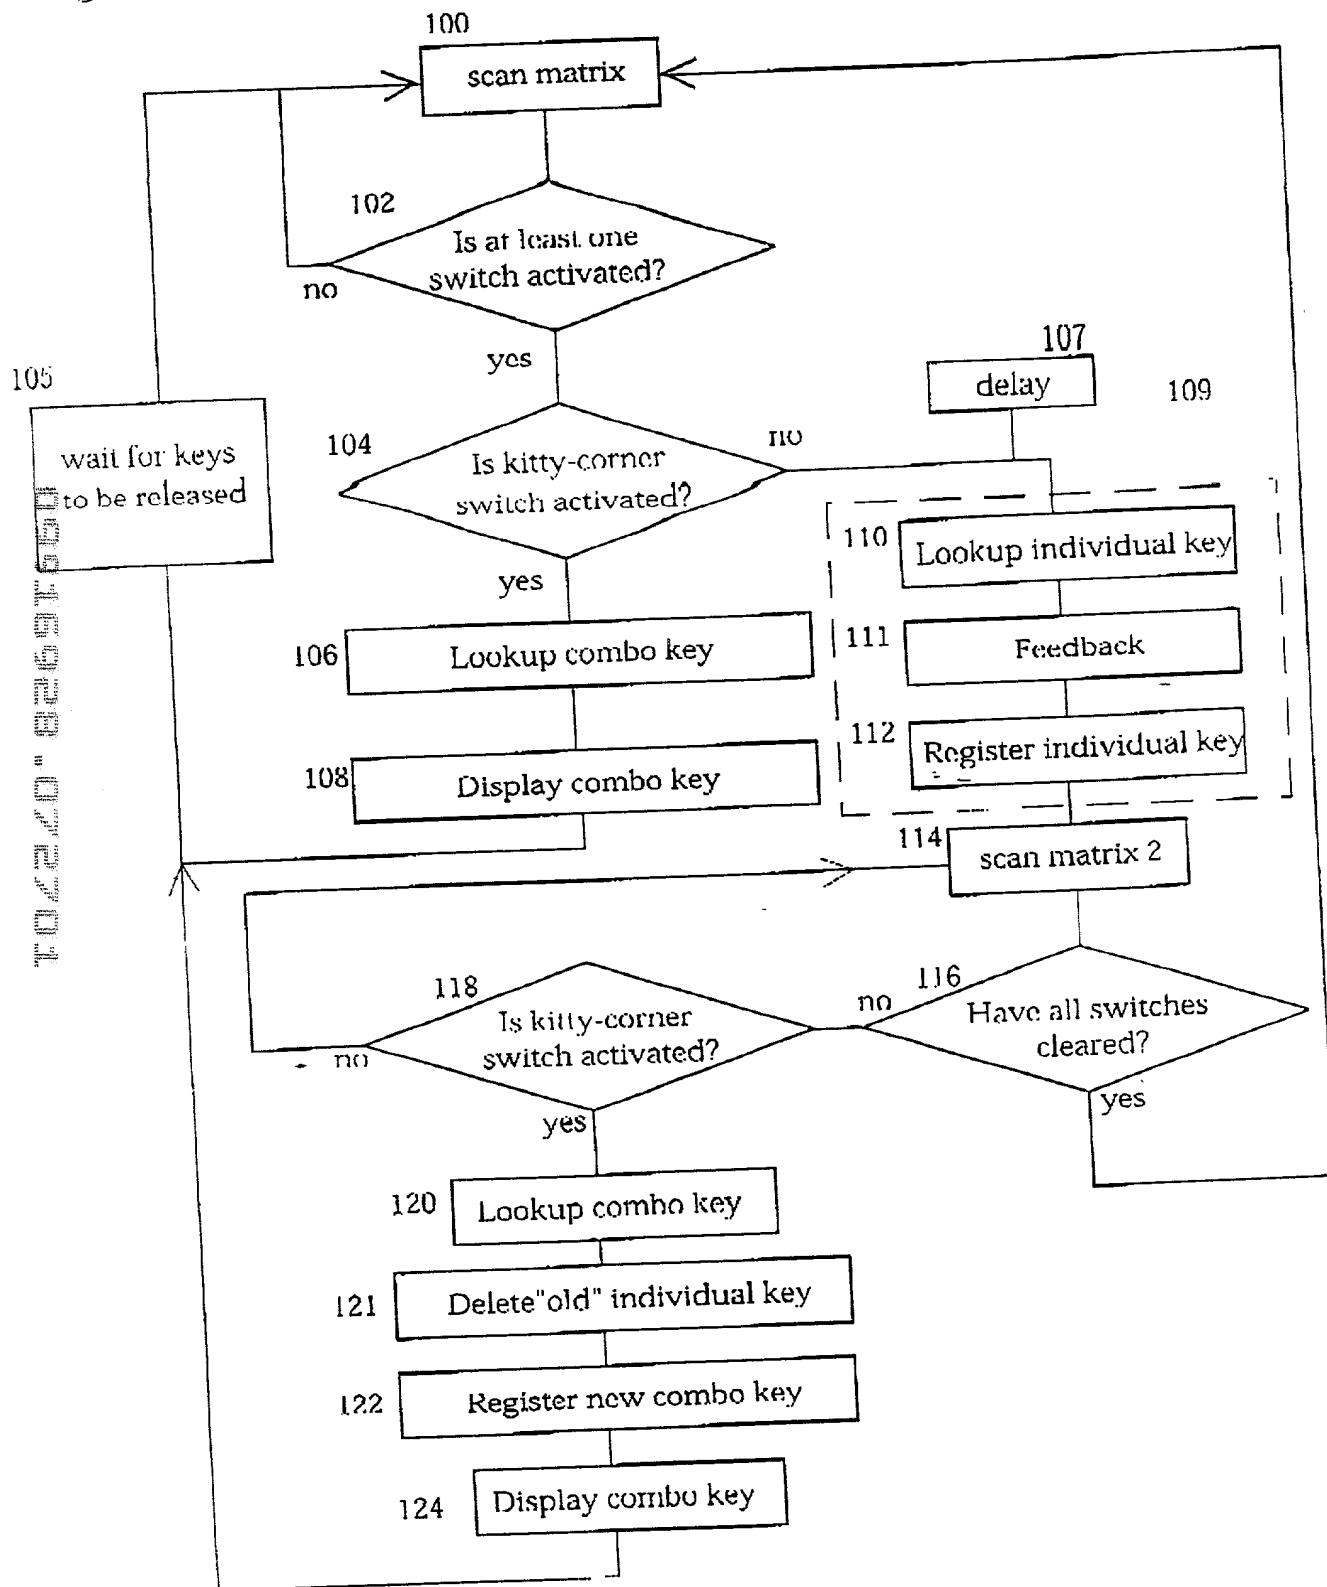 100
scan matrix
102
Is at least one
switch activated?
no
yes
107
delay
105
109
wait for keys
to be released
104
no
Is kitty-corner
switch activated?
yes
110
Lookup individual key
106
Lookup combo key
111
Feedback
108
Display combo key
112
Register individual key
114
scan matrix 2
118
Is kitty-corner
switch activated?
no
no
116
Have all switches
cleared?
yes
yes
120
Lookup combo key
121
Delete"old" individual key
122
Register new combo key
124
Display combo key